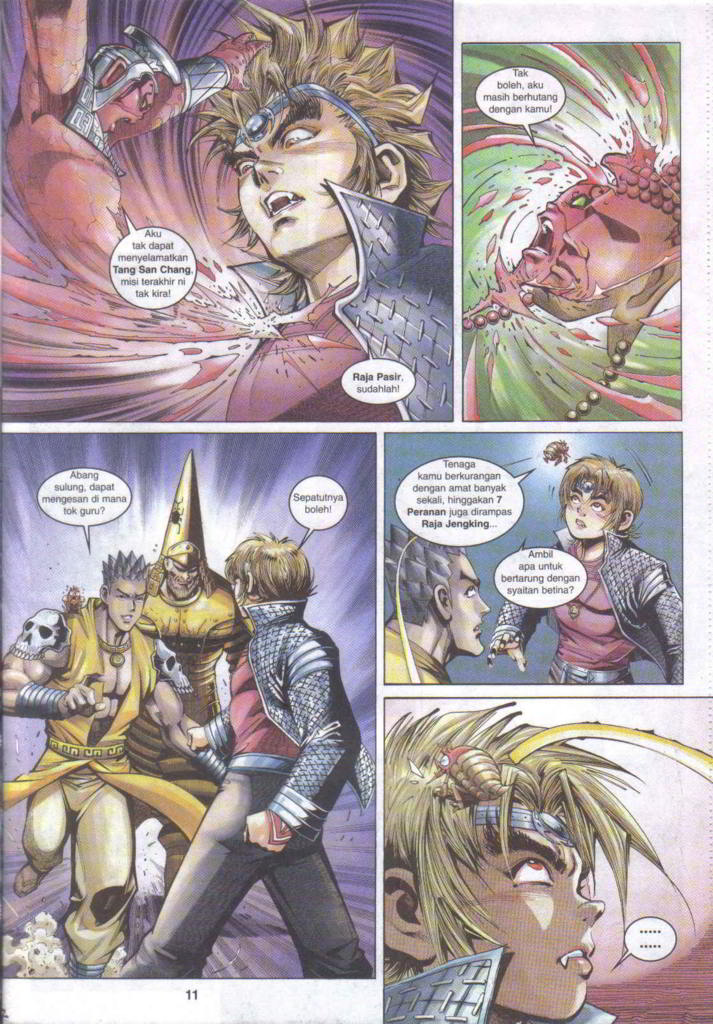 Aku
tak dapat
menyelamatkan
Tang San Chang,
misi terakhir ni
tak kira!
Raja Pasir,
sudahlah!
Tak
boleh, aku
masih berhutang
dengan kamu!
Abang
sulung, dapat
mengesan di mana
tok guru?
Sepatutnya
boleh!
Tenaga
kamu berkurangan
dengan amat banyak
sekali, hinggakan 7
Peranan juga dirampas
Raja Jengking...
Ambil
apa untuk
bertarung dengan
syaitan betina?
.....
.....
11